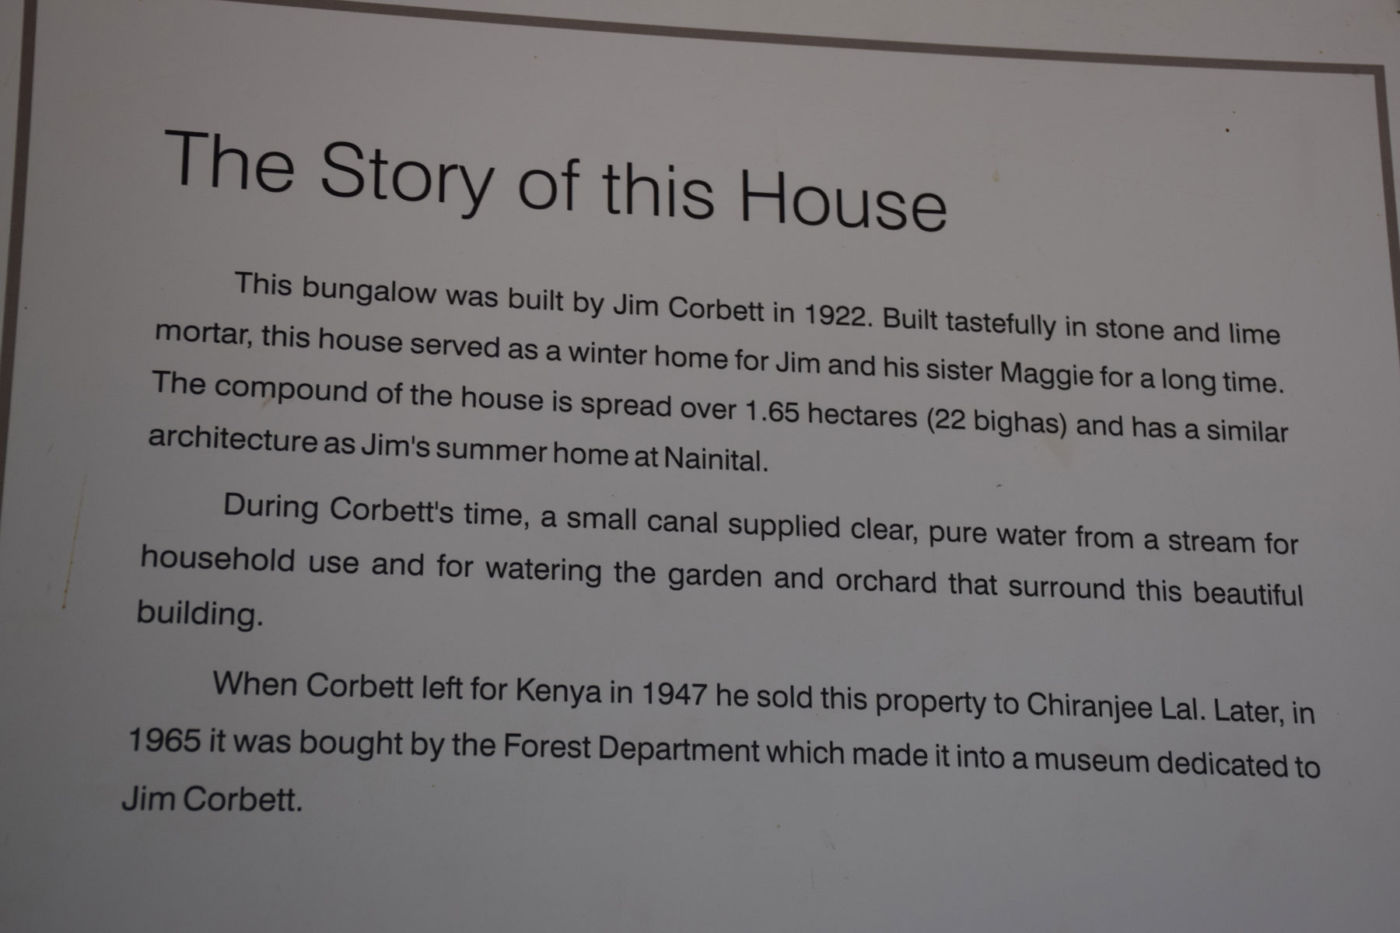 The Story of this House
This bungalow was built by Jim Corbett in 1922. Built tastefully in stone and lime
mortar, this house served as a winter home for Jim and his sister Maggie for a long time.
The compound of the house is spread over 1.65 hectares (22 bighas) and has a similar
architecture as Jim's summer home at Nainital.
During Corbett's time, a small canal supplied clear, pure water from a stream for
household use and for watering the garden and orchard that surround this beautiful
building.
When Corbett left for Kenya in 1947 he sold this property to Chiranjee Lal. Later, in
1965 it was bought by the Forest Department which made it into a museum dedicated to
Jim Corbett.